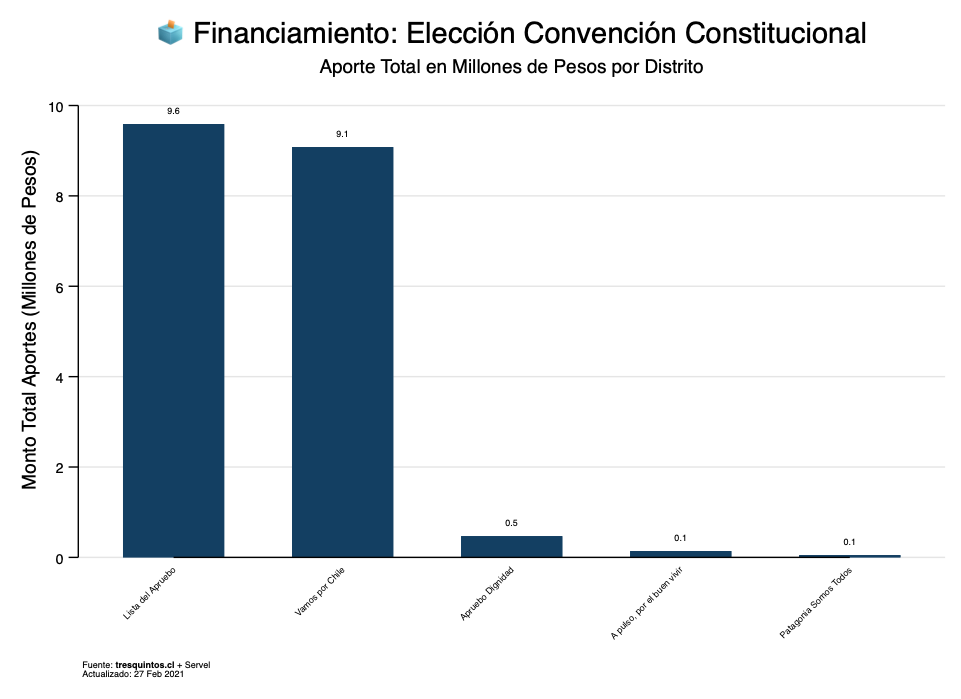 Financiamiento: Elección Convención Constitucional
Aporte Total en Millones de Pesos por Distrito
Monto Total Aportes (Millones de Pesos)
10
8
6
4
2
0
9.6
9.1
0.5
0.1
0.1
Lista del Apruebo
Vamos por Chile
Apruebo Dignidad
A pulso, por el buen vivir
Patagonia Somos Todos
Fuente: tresquintos.cl + Servel
Actualizado: 27 Feb 2021